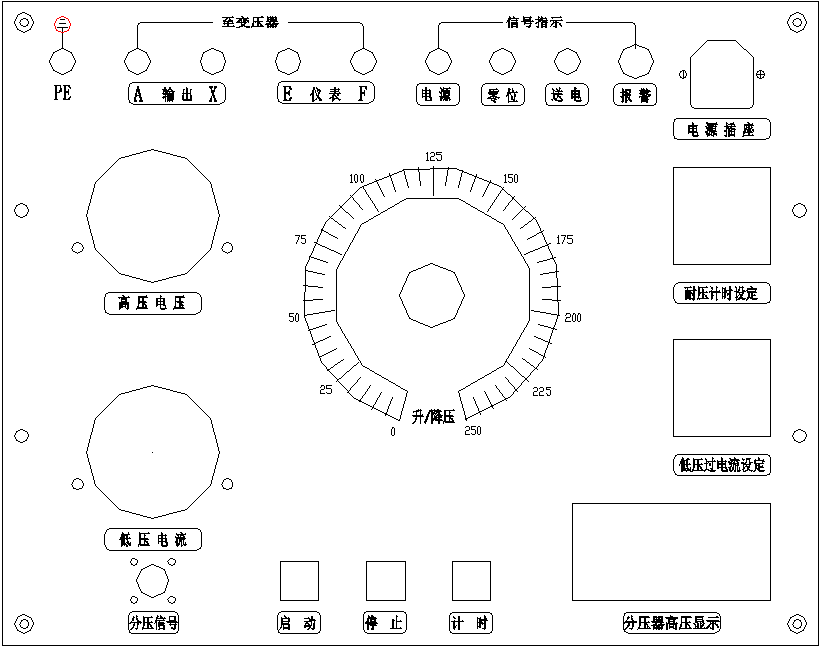 至变压器
信号指示
PE
A 输出 X
E 仪表 F
电源
零位
送电
报警
电源插座
125
100
150
75
175
50
200
25
225
0
250
升/降压
高压电压
耐压计时设定
低压过电流设定
低压电流
分压信号
启动
停止
计时
分压器高压显示